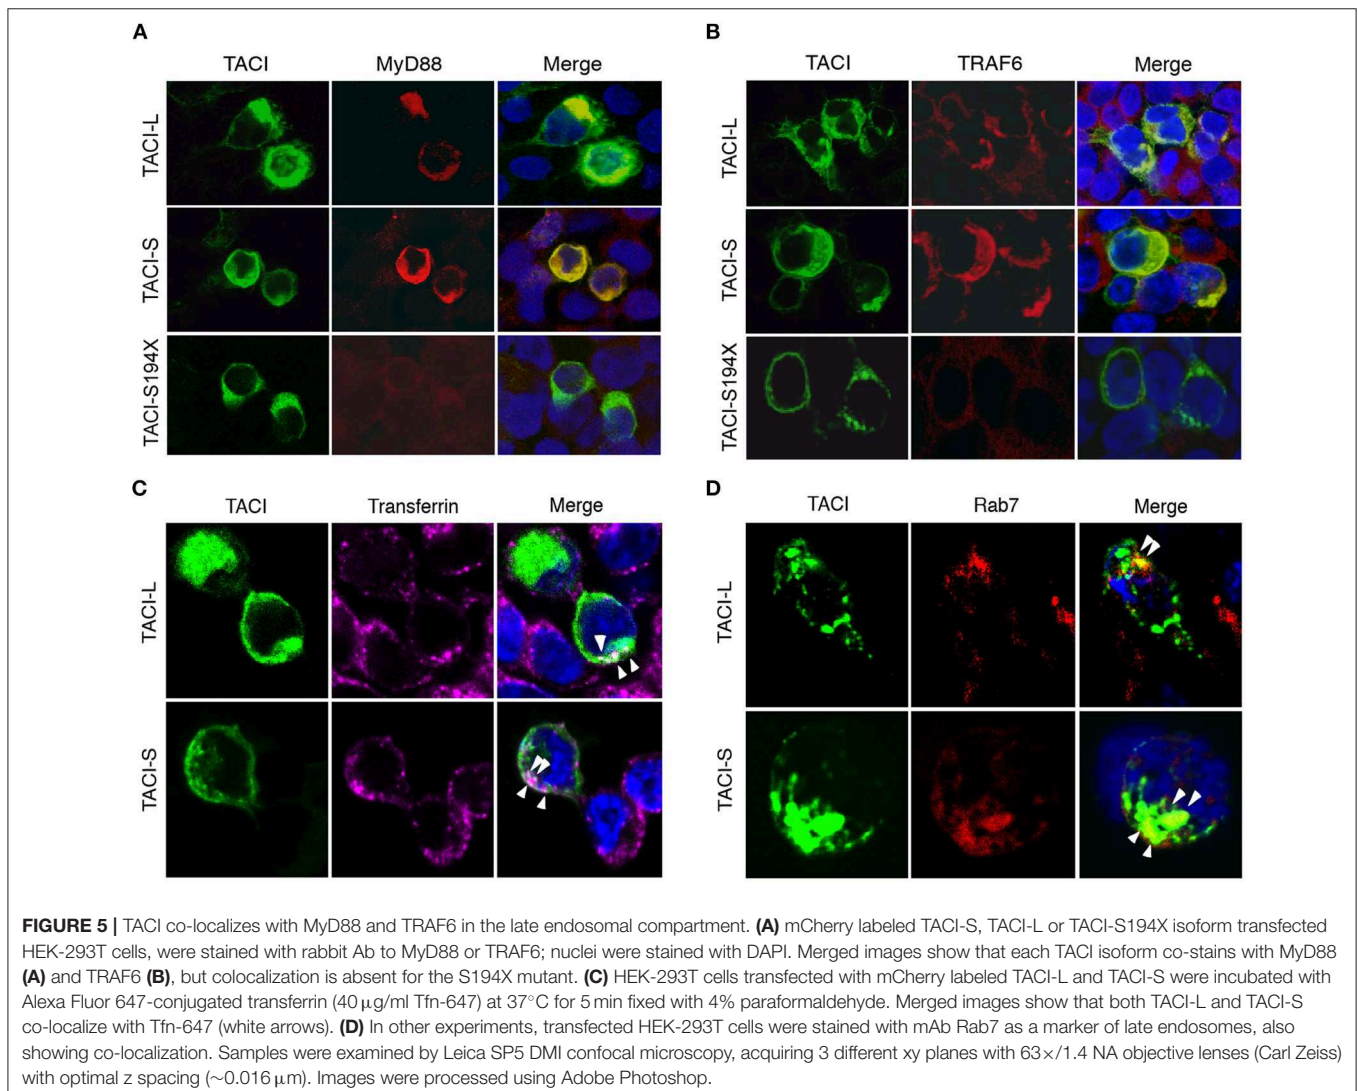 A
TACI MyD88 Merge
TACI-L
TACI-S
TACI-S194X
B
TACI TRAF6 Merge
TACI-L
TACI-S
TACI-S194X
C
TACI Transferrin Merge
TACI-L
TACI-S
D
TACI Rab7 Merge
TACI-L
TACI-S
FIGURE 5 | TACI co-localizes with MyD88 and TRAF6 in the late endosomal compartment. (A) mCherry labeled TACI-S, TACI-L or TACI-S194X isoform transfected
HEK-293T cells, were stained with rabbit Ab to MyD88 or TRAF6; nuclei were stained with DAPI. Merged images show that each TACI isoform co-stains with MyD88
(A) and TRAF6 (B), but colocalization is absent for the S194X mutant. (C) HEK-293T cells transfected with mCherry labeled TACI-L and TACI-S were incubated with
Alexa Fluor 647-conjugated transferrin (40 μg/ml Tfn-647) at 37°C for 5 min fixed with 4% paraformaldehyde. Merged images show that both TACI-L and TACI-S
co-localize with Tfn-647 (white arrows). (D) In other experiments, transfected HEK-293T cells were stained with mAb Rab7 as a marker of late endosomes, also
showing co-localization. Samples were examined by Leica SP5 DMI confocal microscopy, acquiring 3 different xy planes with 63×/1.4 NA objective lenses (Carl Zeiss)
with optimal z spacing (∼0.016 μm). Images were processed using Adobe Photoshop.